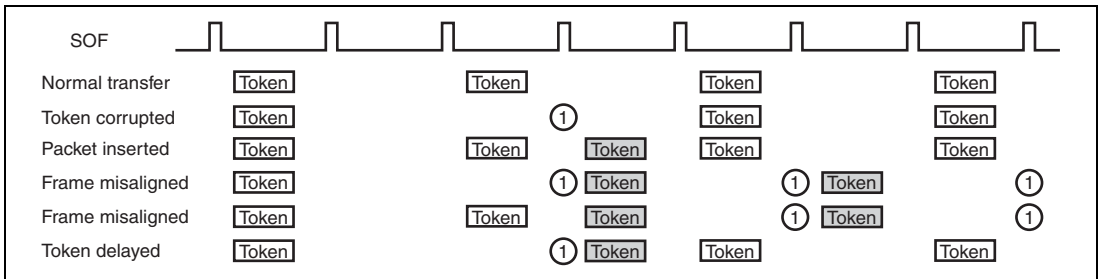 SOF
Normal transfer Token Token Token Token
Token corrupted Token 1 Token Token
Packet inserted Token Token Token Token Token
Frame misaligned Token 1 Token 1 Token 1
Frame misaligned Token Token Token 1 Token 1
Token delayed Token 1 Token Token Token